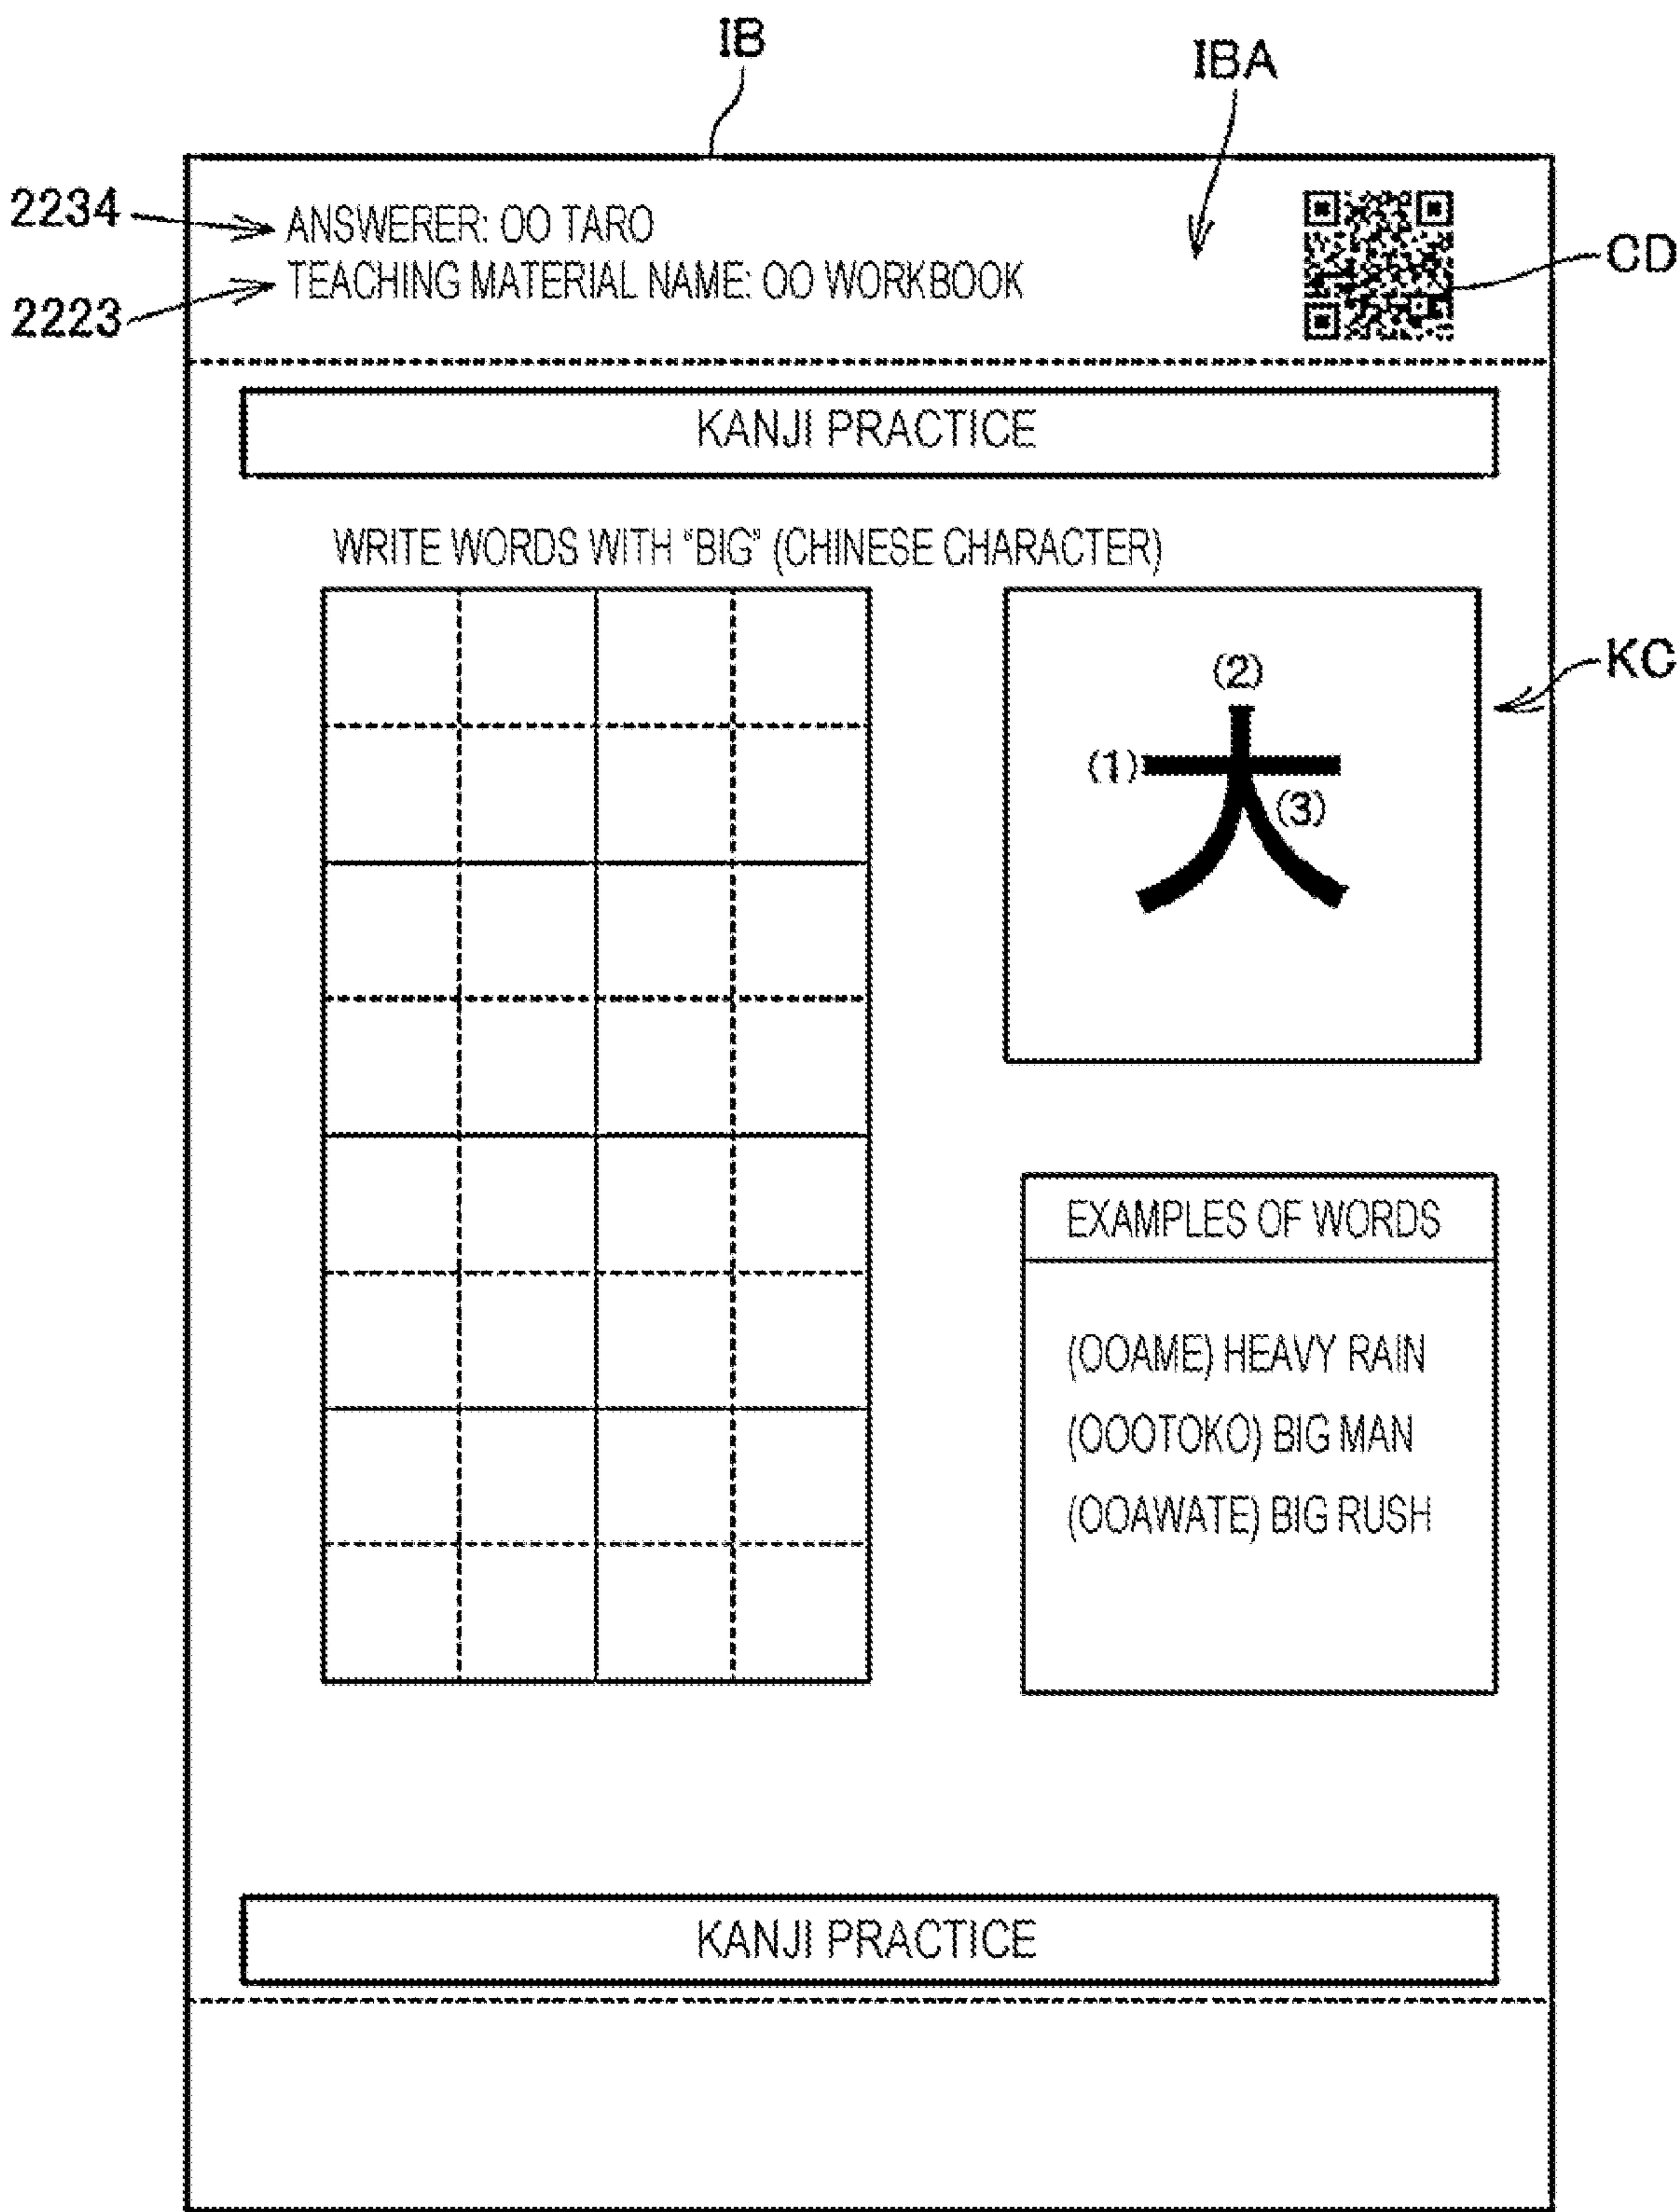 IB
IBA
2234
ANSWERER: OO TARO
CD
TEACHING MATERIAL NAME: OO WORKBOOK
2223
KANJI PRACTICE
WRITE WORDS WITH "BIG" (CHINESE CHARACTER)
KC
(2)
(1)
大
(3)
EXAMPLES OF WORDS
(OOAME) HEAVY RAIN
(OOOTOKO) BIG MAN
(OOAWATE) BIG RUSH
KANJI PRACTICE